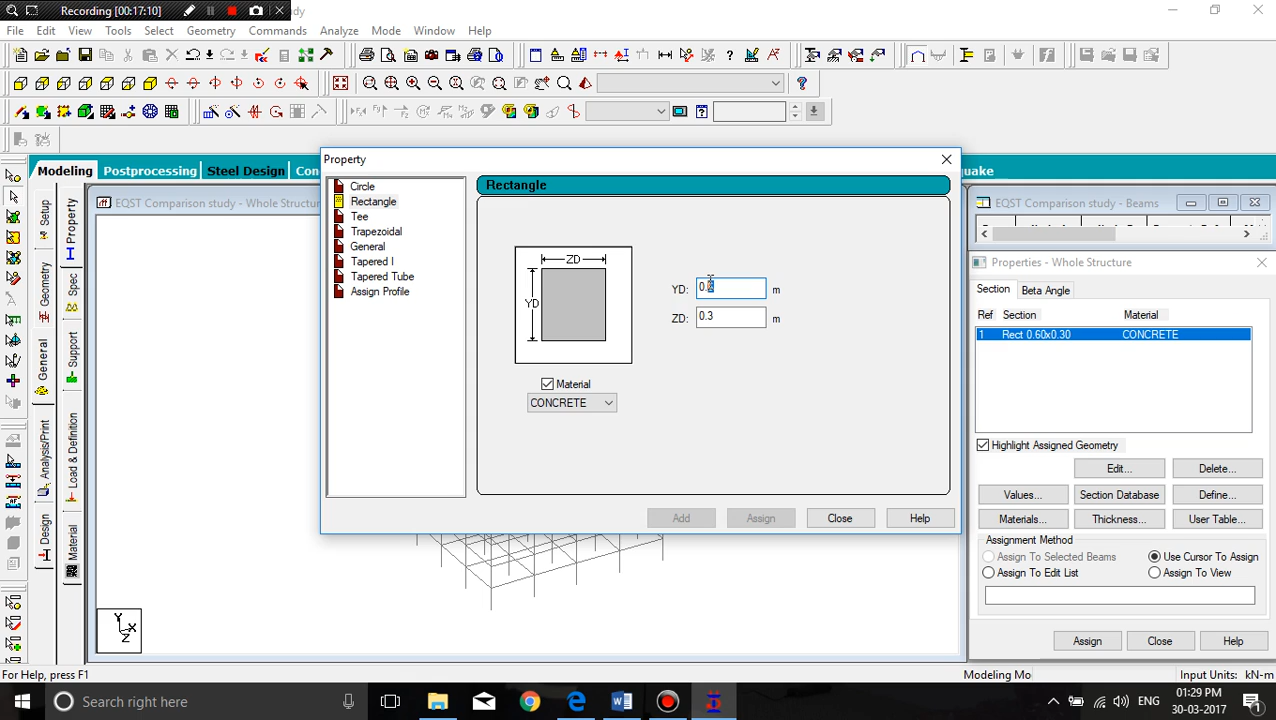 Recording [00:17:10]
dy
File Edit View Tools Select Geometry Commands Analyze Mode Window Help
Modeling Postprocessing Steel Design Con
quake
EQST Comparison study - Whole Structur
EQST Comparison study - Beams
Setup
Geometry
General
Analysis/Print
Design
Property
Spec
Support
Load & Definition
Material
Property
Circle
Rectangle
Tee
Trapezoidal
General
Tapered I
Tapered Tube
Assign Profile
Rectangle
ZD
YD
YD: m
ZD: 0.3 m
Material
CONCRETE
Add Assign Close Help
Properties - Whole Structure
Section Beta Angle
Ref Section Material
1 Rect 0.60x0.30 CONCRETE
Highlight Assigned Geometry
Edit... Delete...
Values... Section Database Define...
Materials... Thickness... User Table...
Assignment Method
Assign To Selected Beams Use Cursor To Assign
Assign To Edit List Assign To View
Assign Close Help
Y
X
Z
For Help, press F1
Modeling Mo Input Units: kN-m
Search right here
ENG
01:29 PM
30-03-2017